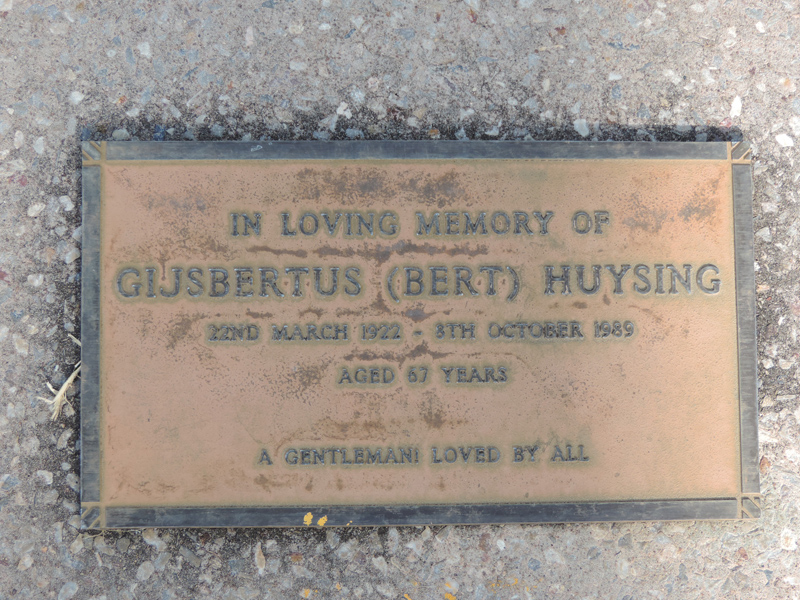 IN LOVING MEMORY OF
GIJSBERTUS (BERT) HUYSING
22ND MARCH 1922 - 8TH OCTOBER 1989
AGED 67 YEARS
A GENTLEMAN! LOVED BY ALL